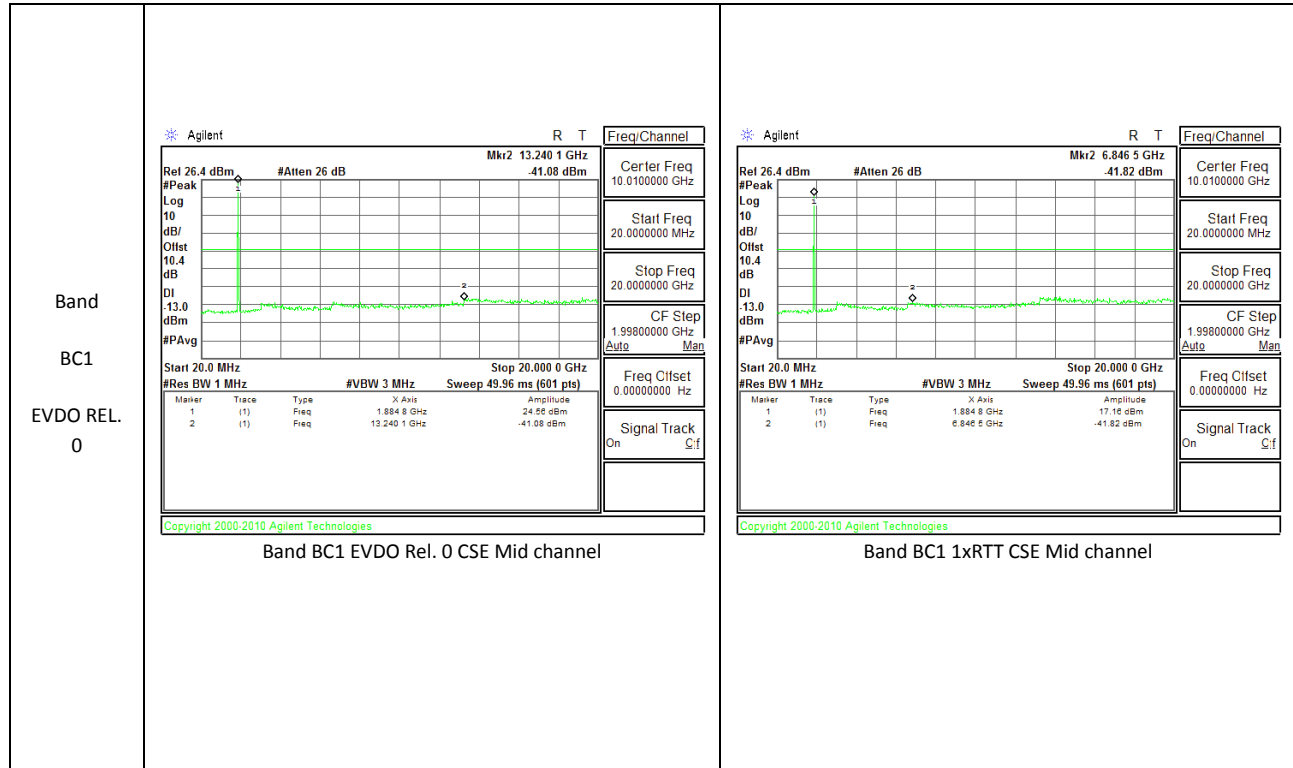 Band
BC1
EVDO REL.
0
Agilent R T
Mkr2 13.240 1 GHz
Ref 26.4 dBm #Atten 26 dB -41.08 dBm
#Peak
Log
10
dB/
Offst
10.4
dB
DI
-13.0
dBm
#PAvg
1
2
Start 20.0 MHz Stop 20.000 0 GHz
#Res BW 1 MHz #VBW 3 MHz Sweep 49.96 ms (601 pts)
Marker Trace Type X Axis Amplitude
1 (1) Freq 1.884 8 GHz 24.56 dBm
2 (1) Freq 13.240 1 GHz -41.08 dBm
Copyright 2000-2010 Agilent Technologies
Freq/Channel
Center Freq
10.0100000 GHz
Start Freq
20.0000000 MHz
Stop Freq
20.0000000 GHz
CF Step
1.99800000 GHz
Auto Man
Freq Offset
0.00000000 Hz
Signal Track
On Off
Band BC1 EVDO Rel. 0 CSE Mid channel
Agilent R T
Mkr2 6.846 5 GHz
Ref 26.4 dBm #Atten 26 dB -41.82 dBm
#Peak
Log
10
dB/
Offst
10.4
dB
DI
-13.0
dBm
#PAvg
1
2
Start 20.0 MHz Stop 20.000 0 GHz
#Res BW 1 MHz #VBW 3 MHz Sweep 49.96 ms (601 pts)
Marker Trace Type X Axis Amplitude
1 (1) Freq 1.884 8 GHz 17.16 dBm
2 (1) Freq 6.846 5 GHz -41.82 dBm
Copyright 2000-2010 Agilent Technologies
Freq/Channel
Center Freq
10.0100000 GHz
Start Freq
20.0000000 MHz
Stop Freq
20.0000000 GHz
CF Step
1.99800000 GHz
Auto Man
Freq Offset
0.00000000 Hz
Signal Track
On Off
Band BC1 1xRTT CSE Mid channel